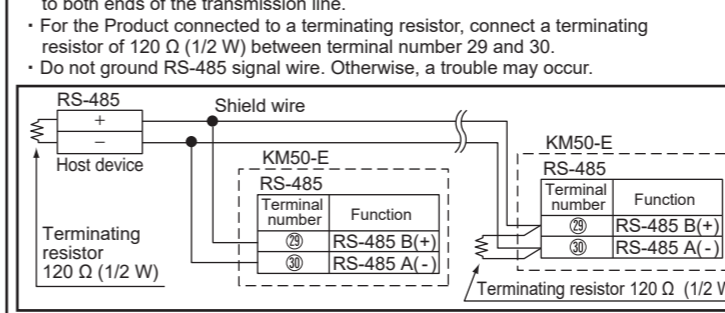 to both ends of the transmission line.
・For the Product connected to a terminating resistor, connect a terminating
resistor of 120 Ω (1/2 W) between terminal number 29 and 30.
・Do not ground RS-485 signal wire. Otherwise, a trouble may occur.
RS-485
+
−
Host device
Shield wire
Terminating
resistor
120 Ω (1/2 W)
KM50-E
RS-485
Terminal
number
Function
㉙ RS-485 B(+)
㉚ RS-485 A(-)
KM50-E
RS-485
Terminal
number
Function
㉙ RS-485 B(+)
㉚ RS-485 A(-)
Terminating resistor 120 Ω (1/2 W